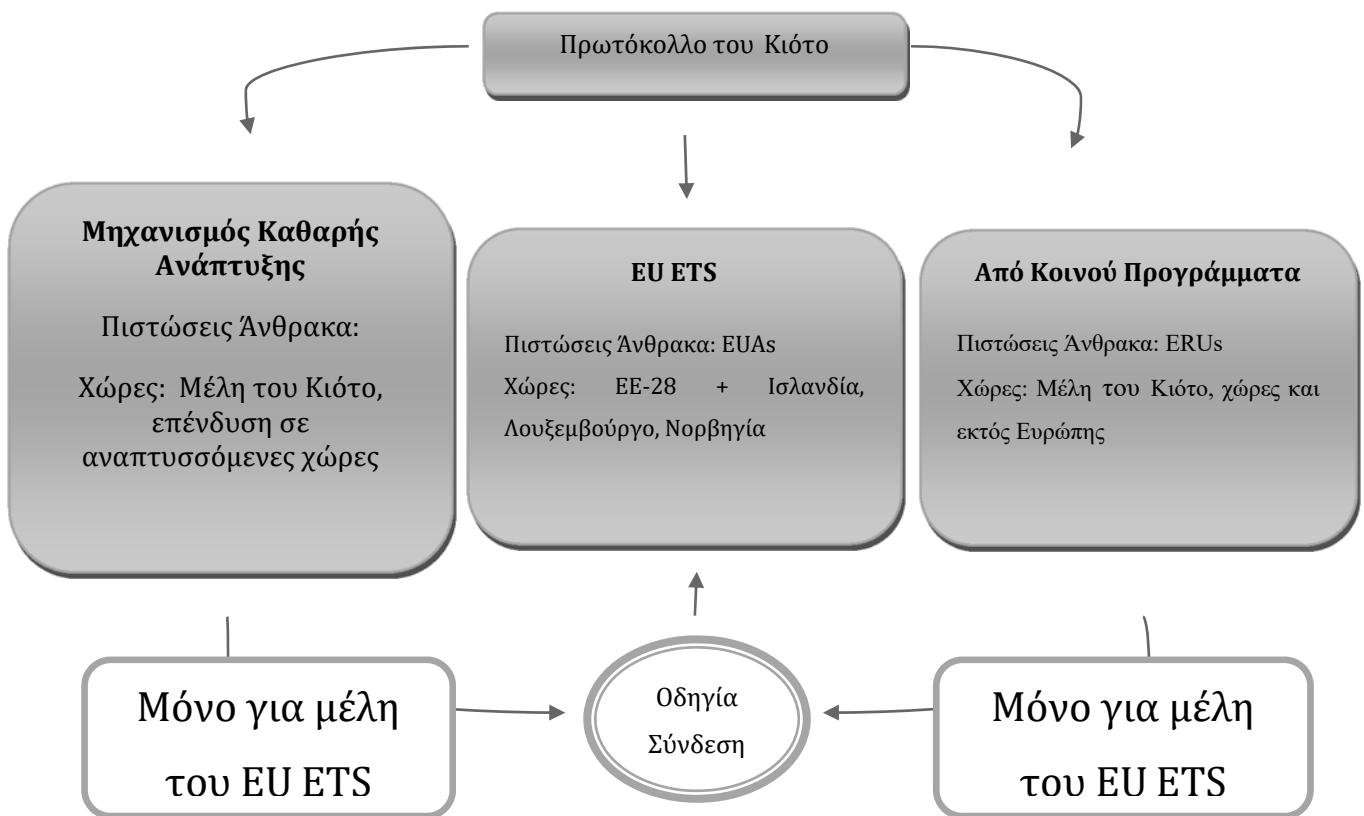 Πρωτόκολλο του Κιότο
Μηχανισμός Καθαρής
Ανάπτυξης
Πιστώσεις Άνθρακα:
Χώρες: Μέλη του Κιότο,
επένδυση σε
αναπτυσσόμενες χώρες
EU ETS
Πιστώσεις Άνθρακα: EUAs
Χώρες: ΕΕ-28 + Ισλανδία,
Λουξεμβούργο, Νορβηγία
Από Κοινού Προγράμματα
Πιστώσεις Άνθρακα: ERUs
Χώρες: Μέλη του Κιότο, χώρες και
εκτός Ευρώπης
Μόνο για μέλη
του EU ETS
Οδηγία
Σύνδεση
Μόνο για μέλη
του EU ETS